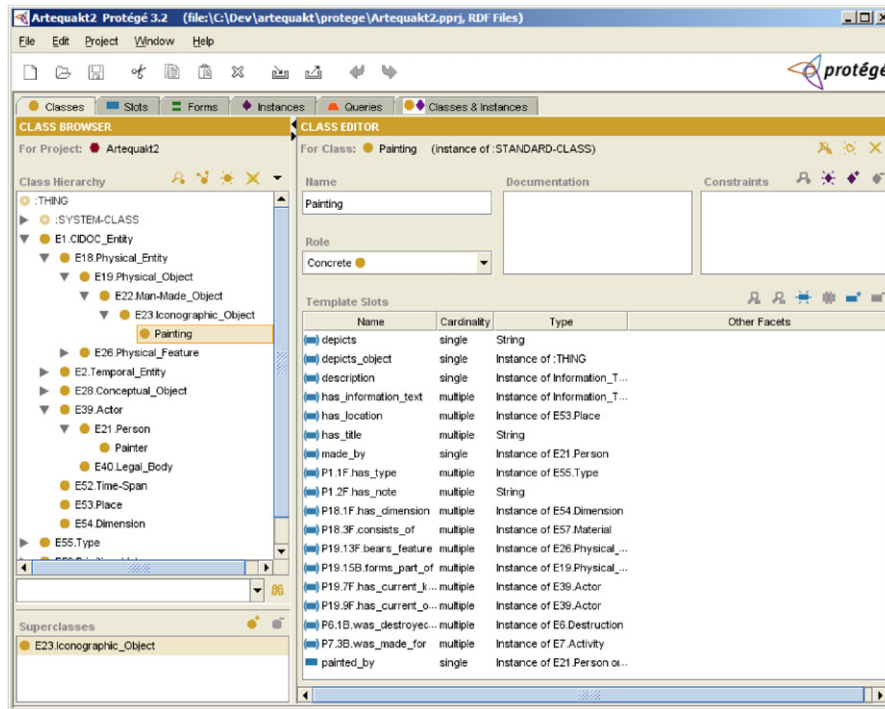 Artequakt2 Protégé 3.2 (file:\C:\Dev\artequakt\protege\Artequakt2.pprj, RDF Files)
File Edit Project Window Help
protégé
Classes Slots Forms Instances Queries Classes & Instances
CLASS BROWSER
For Project: Artequakt2
Class Hierarchy
:THING
:SYSTEM-CLASS
E1.CIDOC_Entity
E18.Physical_Entity
E19.Physical_Object
E22.Man-Made_Object
E23.Iconographic_Object
Painting
E26.Physical_Feature
E2.Temporal_Entity
E28.Conceptual_Object
E39.Actor
E21.Person
Painter
E40.Legal_Body
E52.Time-Span
E53.Place
E54.Dimension
E55.Type
Superclasses
E23.Iconographic_Object
CLASS EDITOR
For Class: Painting (instance of :STANDARD-CLASS)
Name Documentation Constraints
Painting
Role
Concrete
Template Slots
Name Cardinality Type Other Facets
depicts single String
depicts_object single Instance of :THING
description single Instance of Information_T...
has_information_text multiple Instance of Information_T...
has_location multiple Instance of E53.Place
has_title multiple String
made_by single Instance of E21.Person
P1.1F.has_type multiple Instance of E55.Type
P1.2F.has_note multiple String
P18.1F.has_dimension multiple Instance of E54.Dimension
P18.3F.consists_of multiple Instance of E57.Material
P19.13F.bears_feature multiple Instance of E26.Physical_...
P19.15B.forms_part_of multiple Instance of E19.Physical_...
P19.7F.has_current_k... multiple Instance of E39.Actor
P19.9F.has_current_o... multiple Instance of E39.Actor
P6.1B.was_destroyec... multiple Instance of E6.Destruction
P7.3B.was_made_for multiple Instance of E7.Activity
painted_by single Instance of E21.Person or...